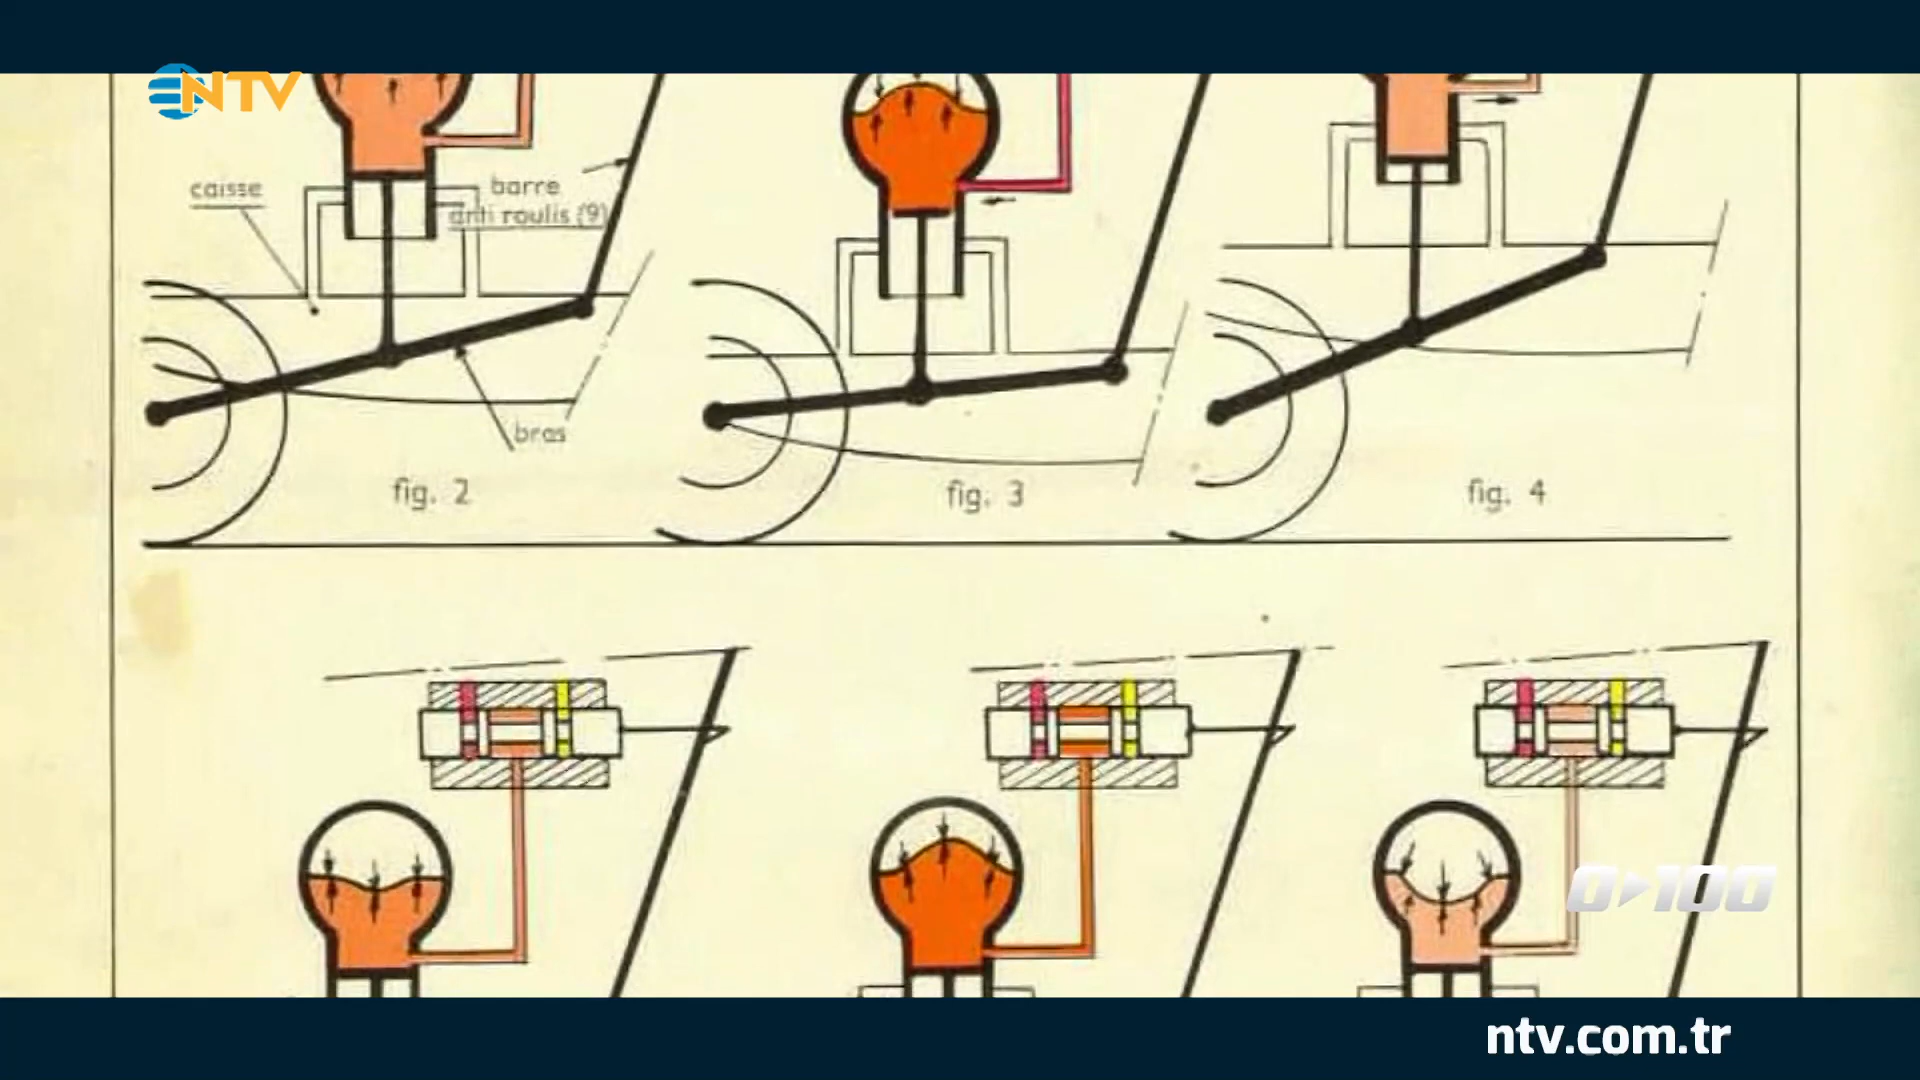 NTV
caisse
barre
anti roulis (9)
bras
fig. 2
fig. 3
fig. 4
0-100
ntv.com.tr